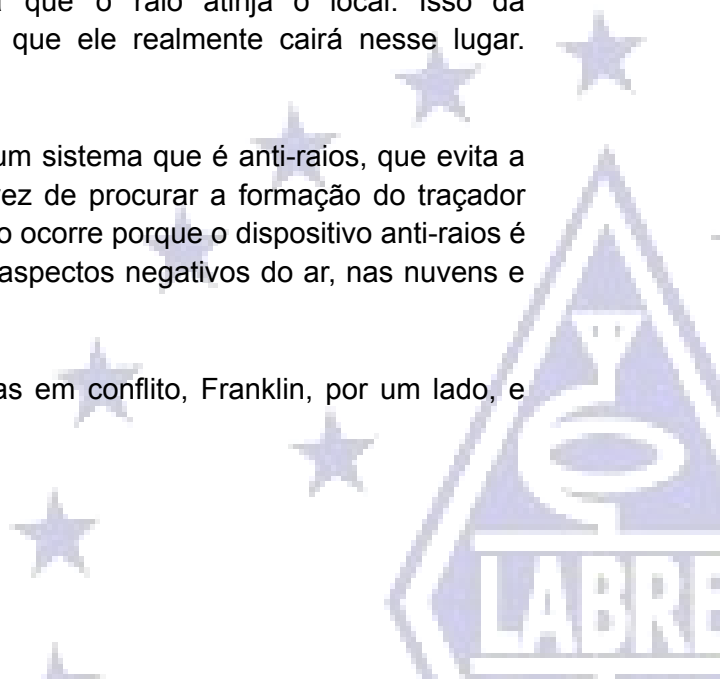 que o raio atinja o local. Isso dá
que ele realmente cairá nesse lugar.
um sistema que é anti-raios, que evita a
vez de procurar a formação do traçador
o ocorre porque o dispositivo anti-raios é
aspectos negativos do ar, nas nuvens e
as em conflito, Franklin, por um lado, e
LABRE